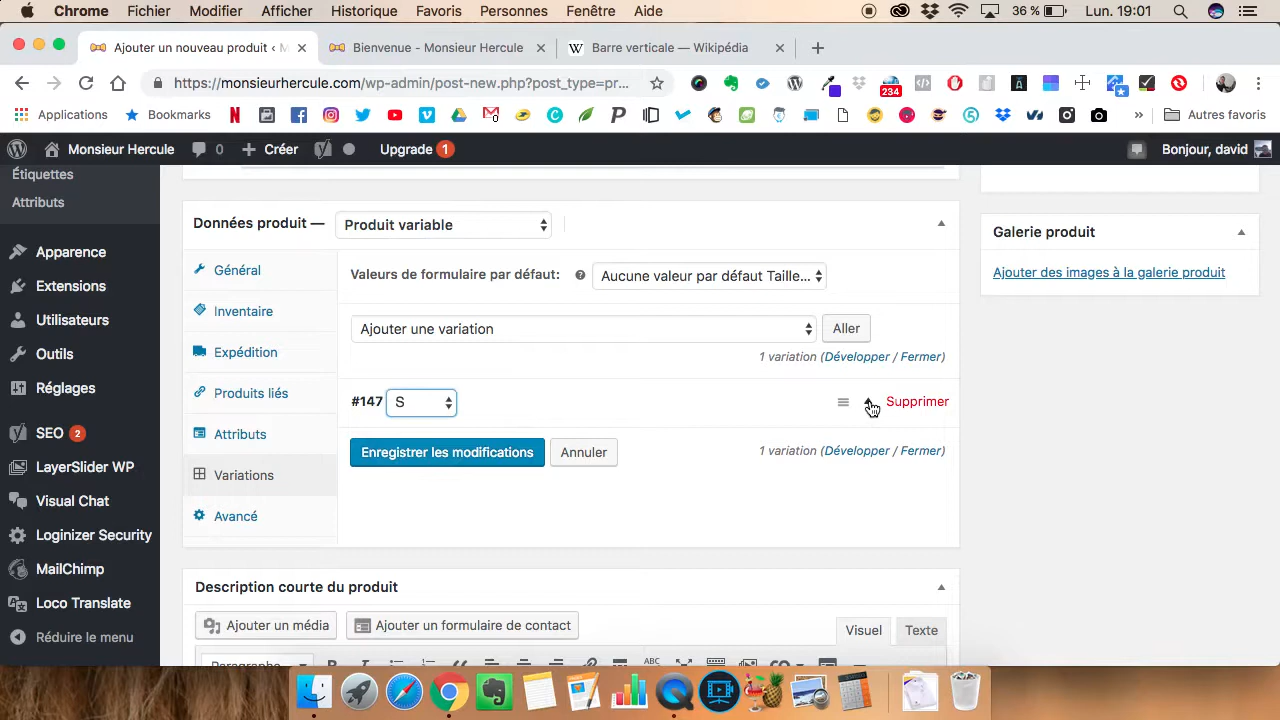 Chrome Fichier Modifier Afficher Historique Favoris Personnes Fenêtre Aide 36 % Lun. 19:01
Ajouter un nouveau produit ‹ M
Bienvenue - Monsieur Hercule
Barre verticale — Wikipédia
https://monsieurhercule.com/wp-admin/post-new.php?post_type=pr...
234
Applications Bookmarks Autres favoris
Monsieur Hercule 0 Créer Upgrade 1 Bonjour, david
Étiquettes
Attributs
Apparence
Extensions
Utilisateurs
Outils
Réglages
SEO 2
LayerSlider WP
Visual Chat
Loginizer Security
MailChimp
Loco Translate
Réduire le menu
Données produit — Produit variable
Général
Inventaire
Expédition
Produits liés
Attributs
Variations
Avancé
Valeurs de formulaire par défaut: Aucune valeur par défaut Taille...
Ajouter une variation Aller
1 variation (Développer / Fermer)
#147 S Supprimer
Enregistrer les modifications Annuler 1 variation (Développer / Fermer)
Description courte du produit
Ajouter un média Ajouter un formulaire de contact
Visuel Texte
Paragraphe
ABC
Galerie produit
Ajouter des images à la galerie produit